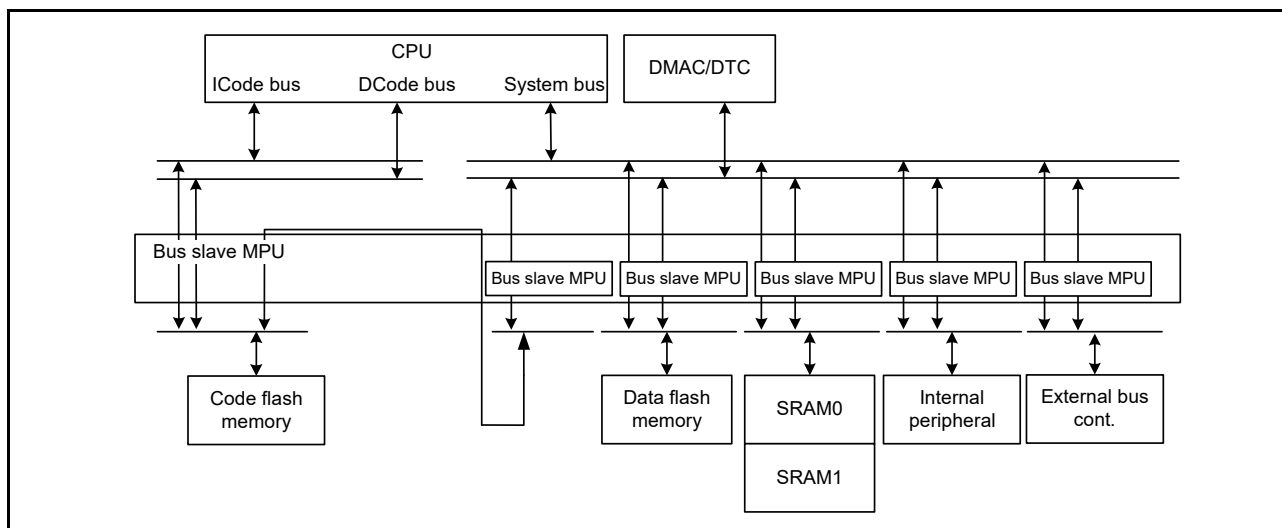 CPU
ICode bus
DCode bus
System bus
DMAC/DTC
Bus slave MPU
Bus slave MPU
Bus slave MPU
Bus slave MPU
Bus slave MPU
Bus slave MPU
Code flash
memory
Data flash
memory
SRAM0
SRAM1
Internal
peripheral
External bus
cont.